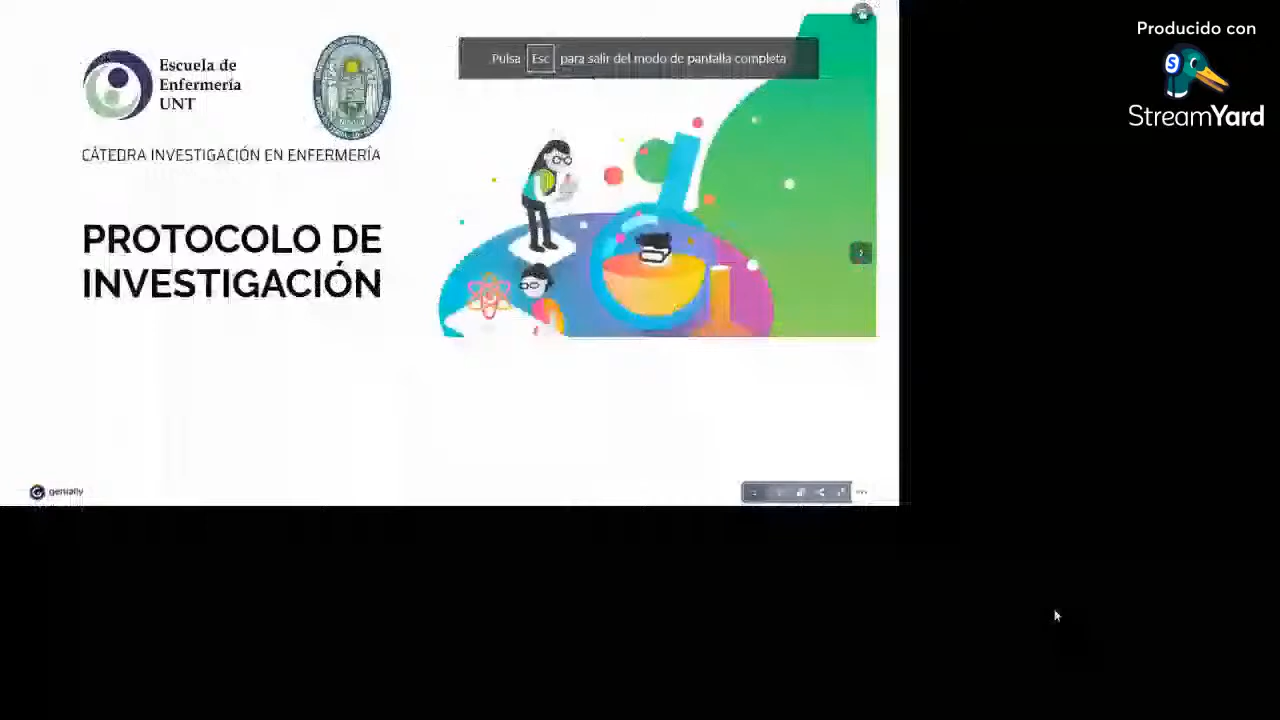 Producido con
StreamYard
Pulsa Esc para salir del modo de pantalla completa
Escuela de
Enfermería
UNT
CÁTEDRA INVESTIGACIÓN EN ENFERMERÍA
PROTOCOLO DE
INVESTIGACIÓN
genially